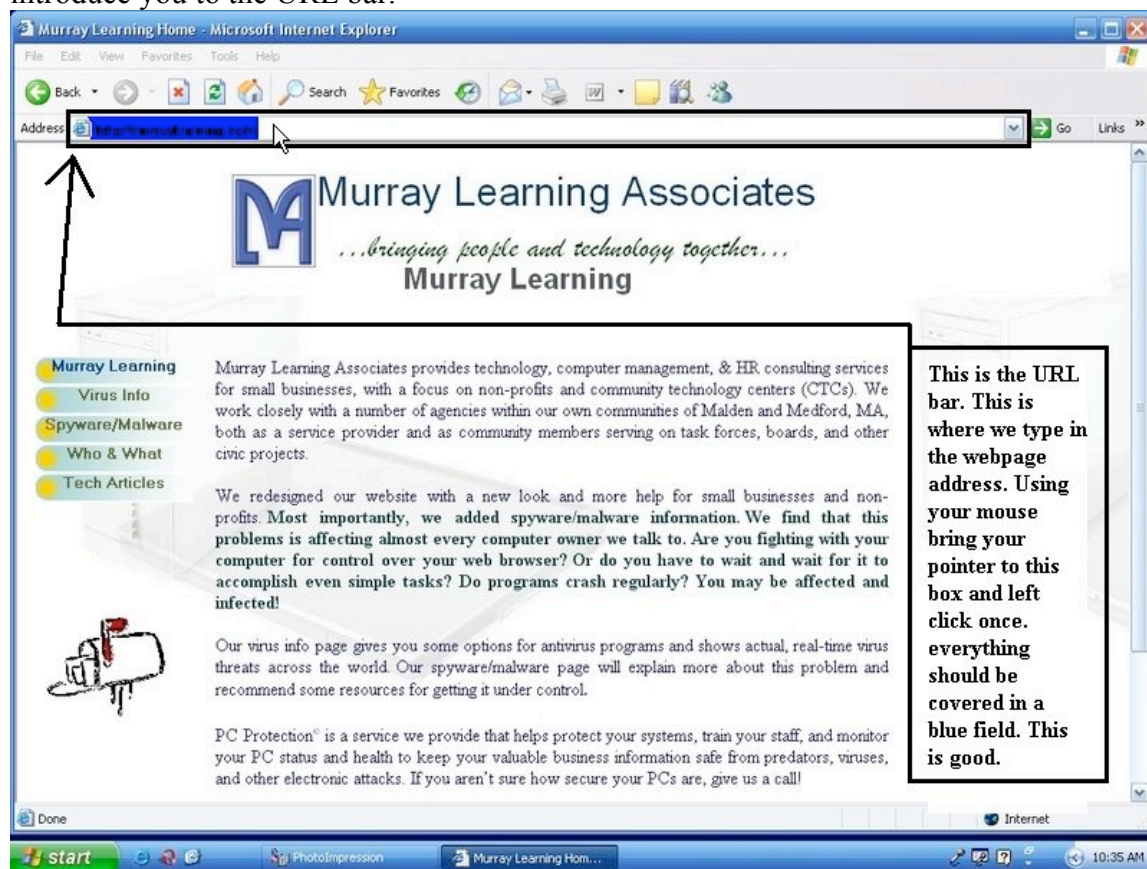 introduce you to the URL bar.
Murray Learning Home - Microsoft Internet Explorer
File Edit View Favorites Tools Help
Back Search Favorites
Address Go Links »
Murray Learning Associates
...bringing people and technology together...
Murray Learning
Murray Learning
Virus Info
Spyware/Malware
Who & What
Tech Articles
Murray Learning Associates provides technology, computer management, & HR consulting services
for small businesses, with a focus on non-profits and community technology centers (CTCs). We
work closely with a number of agencies within our own communities of Malden and Medford, MA,
both as a service provider and as community members serving on task forces, boards, and other
civic projects.
We redesigned our website with a new look and more help for small businesses and non-
profits. Most importantly, we added spyware/malware information. We find that this
problems is affecting almost every computer owner we talk to. Are you fighting with your
computer for control over your web browser? Or do you have to wait and wait for it to
accomplish even simple tasks? Do programs crash regularly? You may be affected and
infected!
Our virus info page gives you some options for antivirus programs and shows actual, real-time virus
threats across the world. Our spyware/malware page will explain more about this problem and
recommend some resources for getting it under control.
PC Protection© is a service we provide that helps protect your systems, train your staff, and monitor
your PC status and health to keep your valuable business information safe from predators, viruses,
and other electronic attacks. If you aren't sure how secure your PCs are, give us a call!
This is the URL
bar. This is
where we type in
the webpage
address. Using
your mouse
bring your
pointer to this
box and left
click once.
everything
should be
covered in a
blue field. This
is good.
Done Internet
start PhotoImpression Murray Learning Hom... 10:35 AM